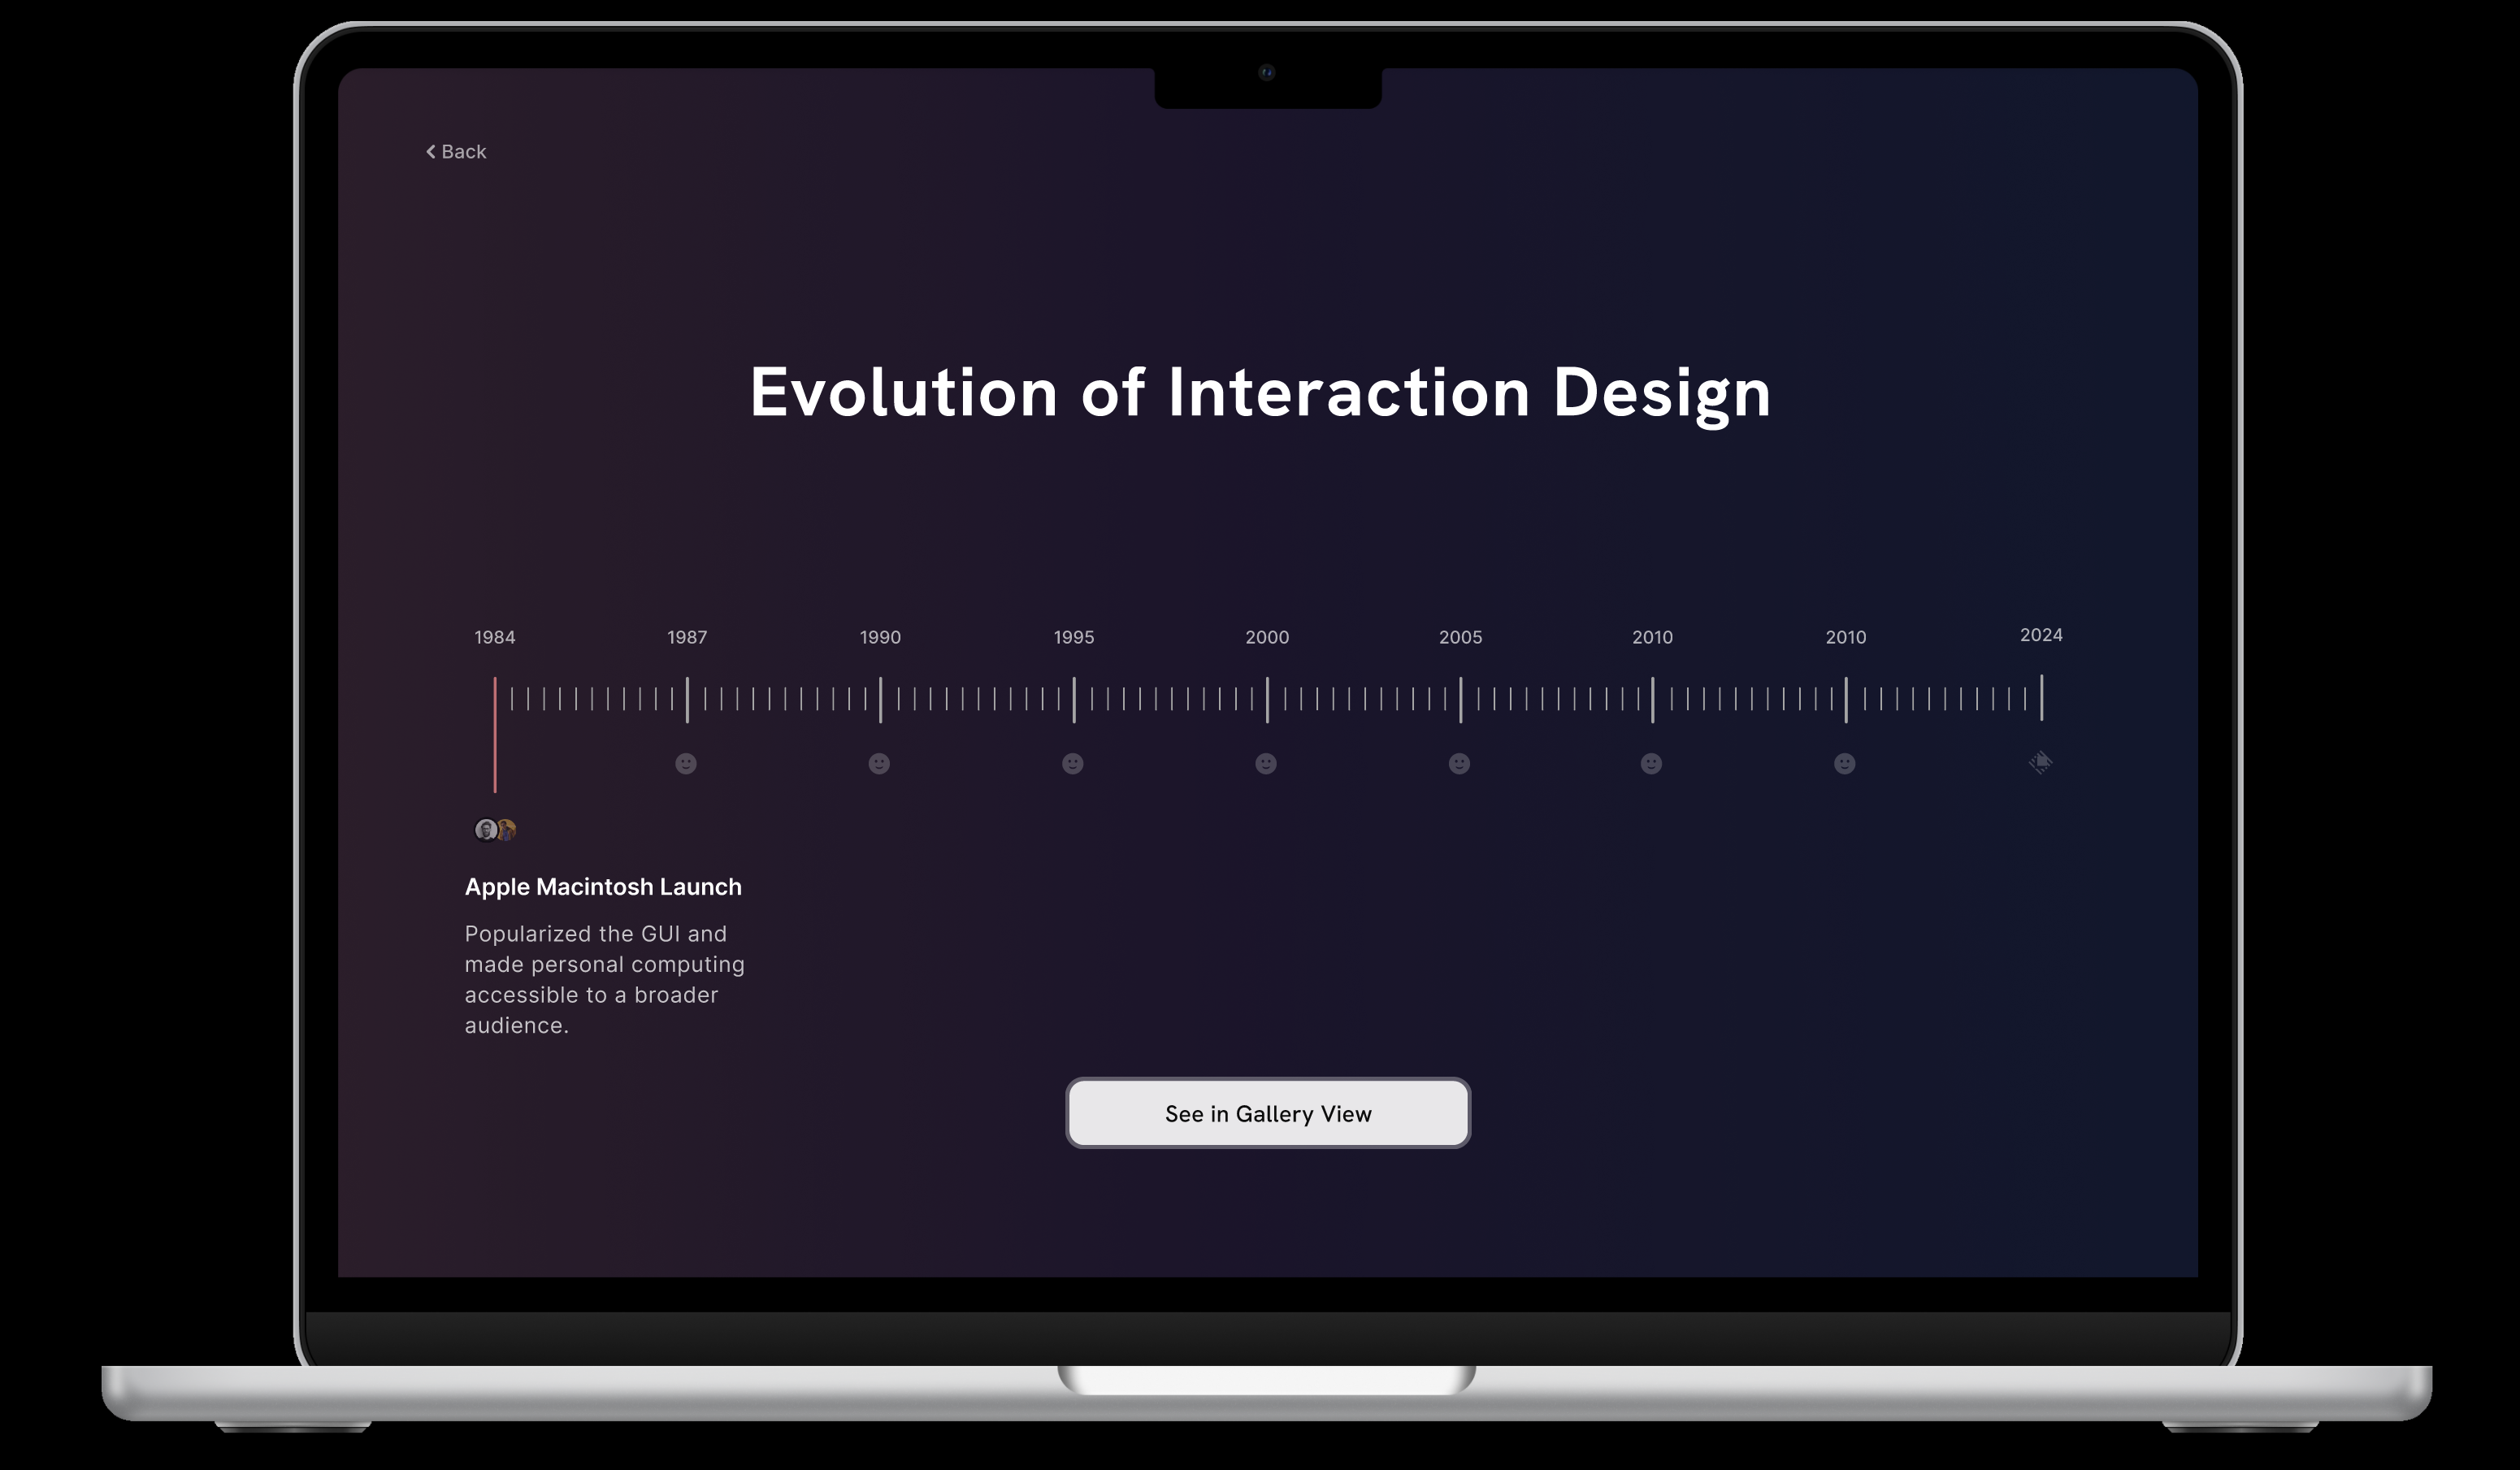 Back
Evolution of Interaction Design
1984 1987 1990 1995 2000 2005 2010 2010 2024
Apple Macintosh Launch
Popularized the GUI and
made personal computing
accessible to a broader
audience.
See in Gallery View